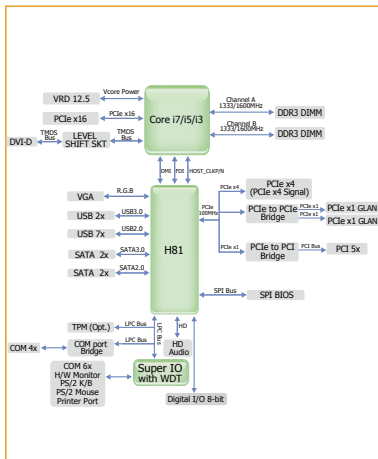 Vcore Power
VRD 12.5
PCIe x16
PCIe x16
Core i7/i5/i3
Channel A
1333/1600MHz
DDR3 DIMM
Channel B
1333/1600MHz
DDR3 DIMM
DVI-D
TMDS
Bus
LEVEL
SHIFT SKT
TMDS
Bus
DMI
FDI
HOST_CLKP/N
VGA
R.G.B
USB 2x
USB3.0
USB 7x
USB2.0
SATA 2x
SATA3.0
SATA 2x
SATA2.0
H81
PCIe
100MHz
PCIe x4
PCIe x4
(PCIe x4 Signal)
PCIe to PCIe
Bridge
PCIe x1
PCIe x1 GLAN
PCIe x1
PCIe x1 GLAN
PCIe x1
PCIe to PCI
Bridge
PCI Bus
PCI 5x
SPI Bus
SPI BIOS
TPM (Opt.)
LPC Bus
LPC Bus
HD
COM 4x
COM port
Bridge
LPC Bus
HD
Audio
COM 6x
H/W Monitor
PS/2 K/B
PS/2 Mouse
Printer Port
Super IO
with WDT
Digital I/O 8-bit